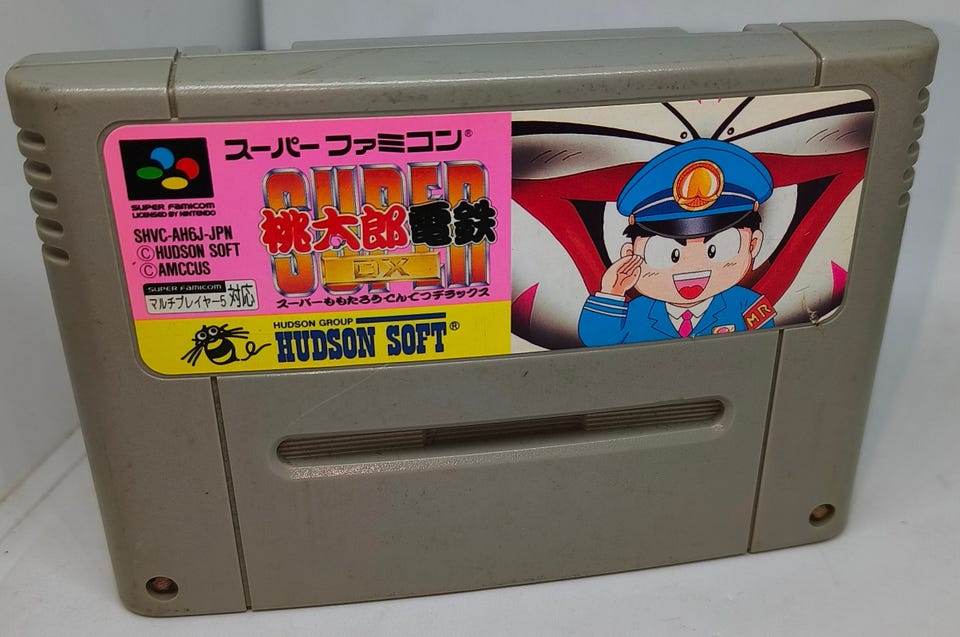 スーパー ファミコン®
SUPER FAMICOM
LICENSED BY NINTENDO
SHVC-AH6J-JPN
©HUDSON SOFT
©AMCCUS
SUPER FAMICOM
マルチプレイヤー5対応
SUPER
桃太郎電鉄
DX
スーパーももたろうでんてつデラックス
HUDSON GROUP
HUDSON SOFT®
MR